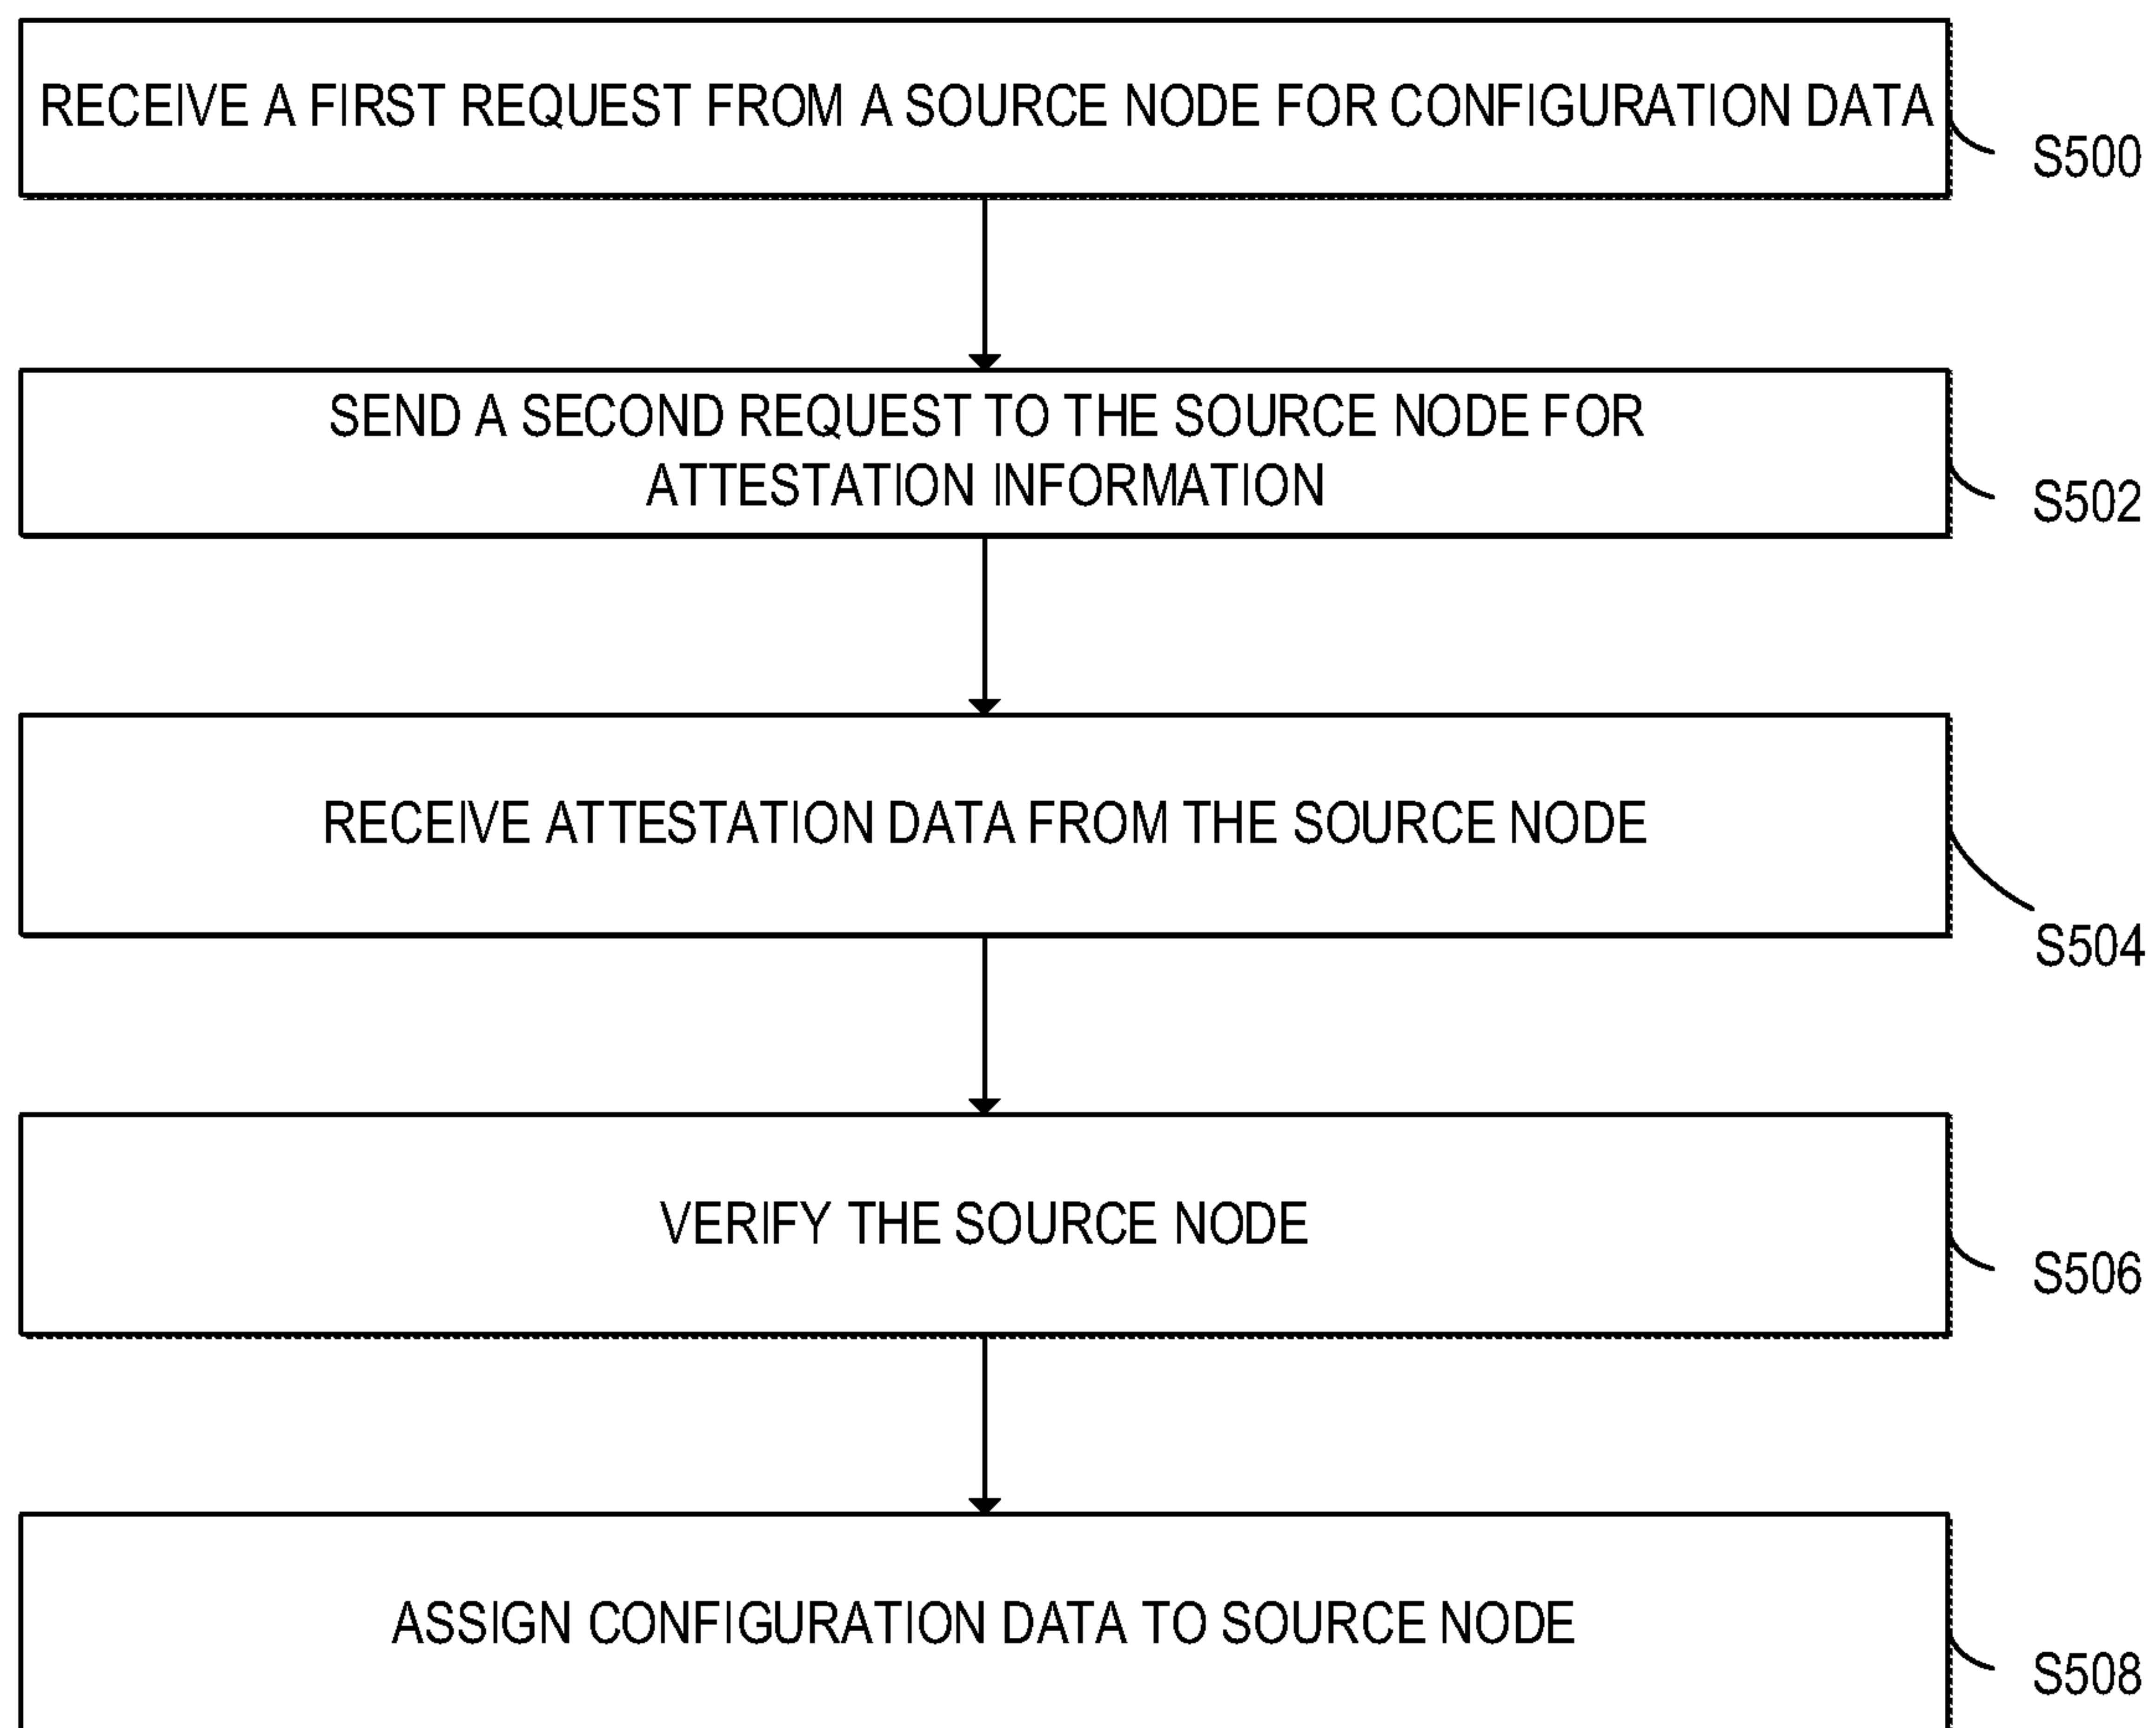 RECEIVE A FIRST REQUEST FROM A SOURCE NODE FOR CONFIGURATION DATA
S500
SEND A SECOND REQUEST TO THE SOURCE NODE FOR
ATTESTATION INFORMATION
S502
RECEIVE ATTESTATION DATA FROM THE SOURCE NODE
S504
VERIFY THE SOURCE NODE
S506
ASSIGN CONFIGURATION DATA TO SOURCE NODE
S508